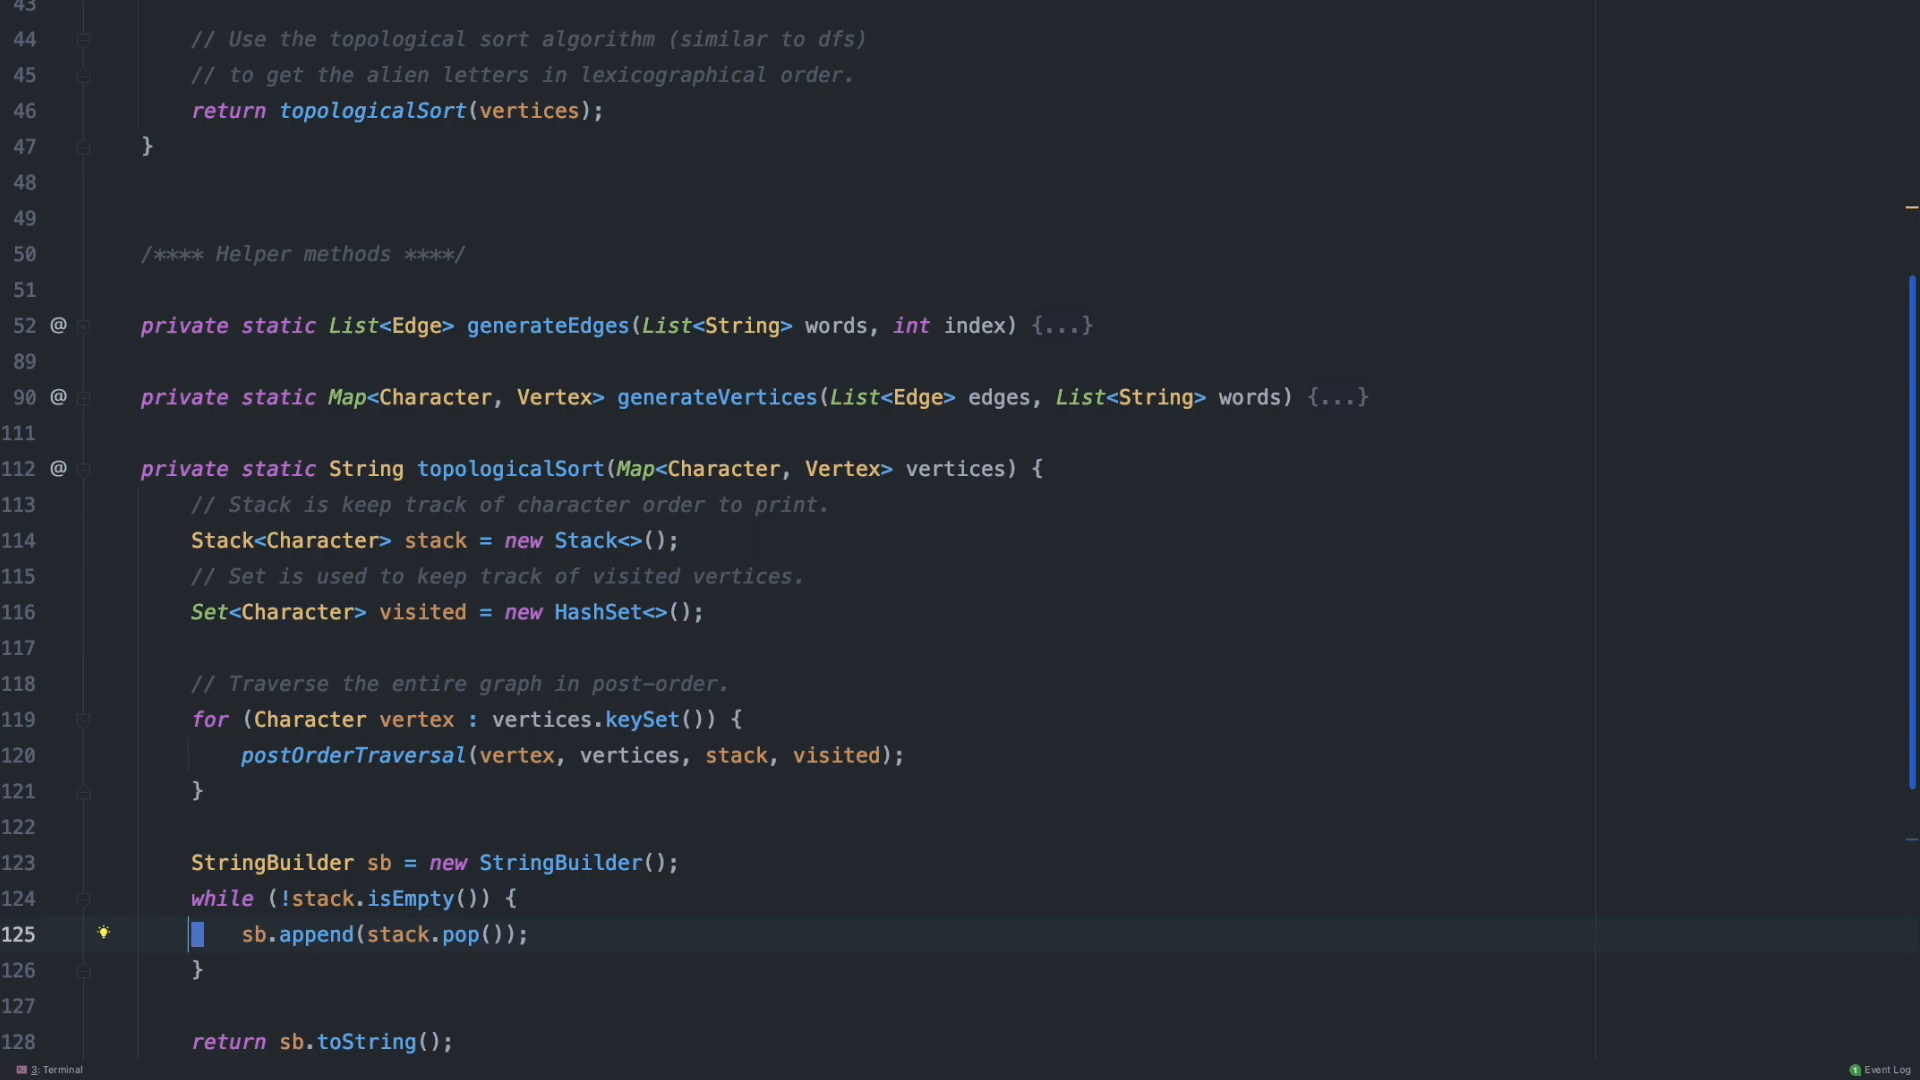 43
44 // Use the topological sort algorithm (similar to dfs)
45 // to get the alien letters in lexicographical order.
46 return topologicalSort(vertices);
47 }
48
49
50 /**** Helper methods ****/
51
52 @ private static List<Edge> generateEdges(List<String> words, int index) {...}
89
90 @ private static Map<Character, Vertex> generateVertices(List<Edge> edges, List<String> words) {...}
111
112 @ private static String topologicalSort(Map<Character, Vertex> vertices) {
113 // Stack is keep track of character order to print.
114 Stack<Character> stack = new Stack<>();
115 // Set is used to keep track of visited vertices.
116 Set<Character> visited = new HashSet<>();
117
118 // Traverse the entire graph in post-order.
119 for (Character vertex : vertices.keySet()) {
120 postOrderTraversal(vertex, vertices, stack, visited);
121 }
122
123 StringBuilder sb = new StringBuilder();
124 while (!stack.isEmpty()) {
125 sb.append(stack.pop());
126 }
127
128 return sb.toString();
3: Terminal
1 Event Log